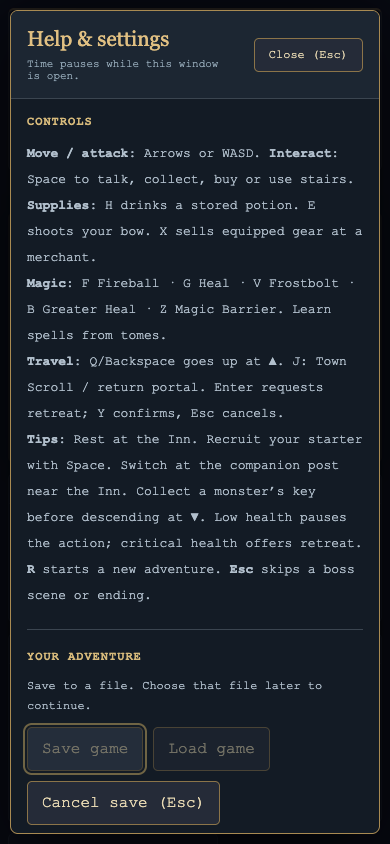 Help & settings
Time pauses while this window
is open.
Close (Esc)
CONTROLS
Move / attack: Arrows or WASD. Interact:
Space to talk, collect, buy or use stairs.
Supplies: H drinks a stored potion. E
shoots your bow. X sells equipped gear at a
merchant.
Magic: F Fireball · G Heal · V Frostbolt ·
B Greater Heal · Z Magic Barrier. Learn
spells from tomes.
Travel: Q/Backspace goes up at ▲. J: Town
Scroll / return portal. Enter requests
retreat; Y confirms, Esc cancels.
Tips: Rest at the Inn. Recruit your starter
with Space. Switch at the companion post
near the Inn. Collect a monster’s key
before descending at ▼. Low health pauses
the action; critical health offers retreat.
R starts a new adventure. Esc skips a boss
scene or ending.
YOUR ADVENTURE
Save to a file. Choose that file later to
continue.
Save game
Load game
Cancel save (Esc)